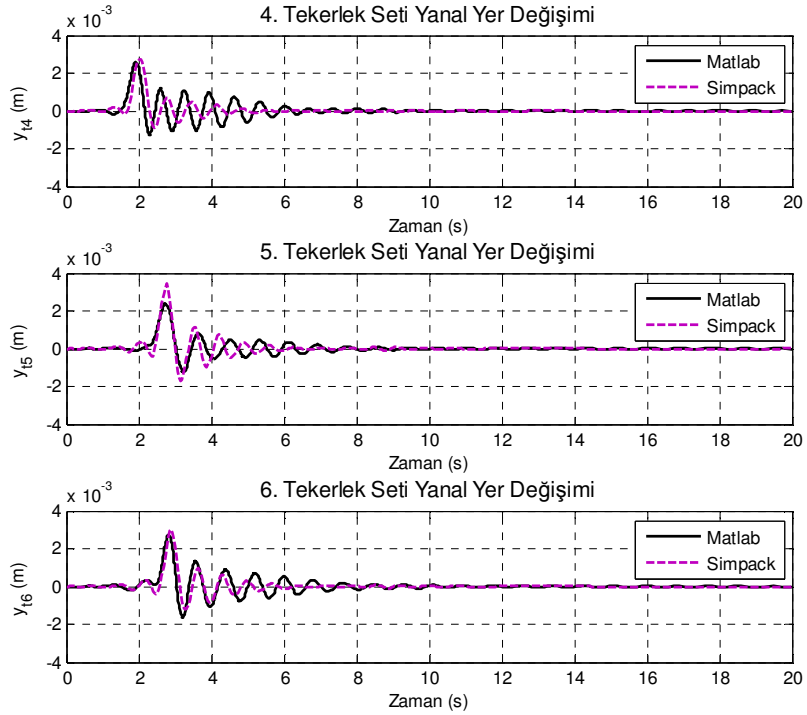 4. Tekerlek Seti Yanal Yer Değişimi
x 10⁻³
4
2
0
-2
-4
y_t4 (m)
Matlab
Simpack
0 2 4 6 8 10 12 14 16 18 20
Zaman (s)
5. Tekerlek Seti Yanal Yer Değişimi
x 10⁻³
4
2
0
-2
-4
y_t5 (m)
Matlab
Simpack
0 2 4 6 8 10 12 14 16 18 20
Zaman (s)
6. Tekerlek Seti Yanal Yer Değişimi
x 10⁻³
4
2
0
-2
-4
y_t6 (m)
Matlab
Simpack
0 2 4 6 8 10 12 14 16 18 20
Zaman (s)